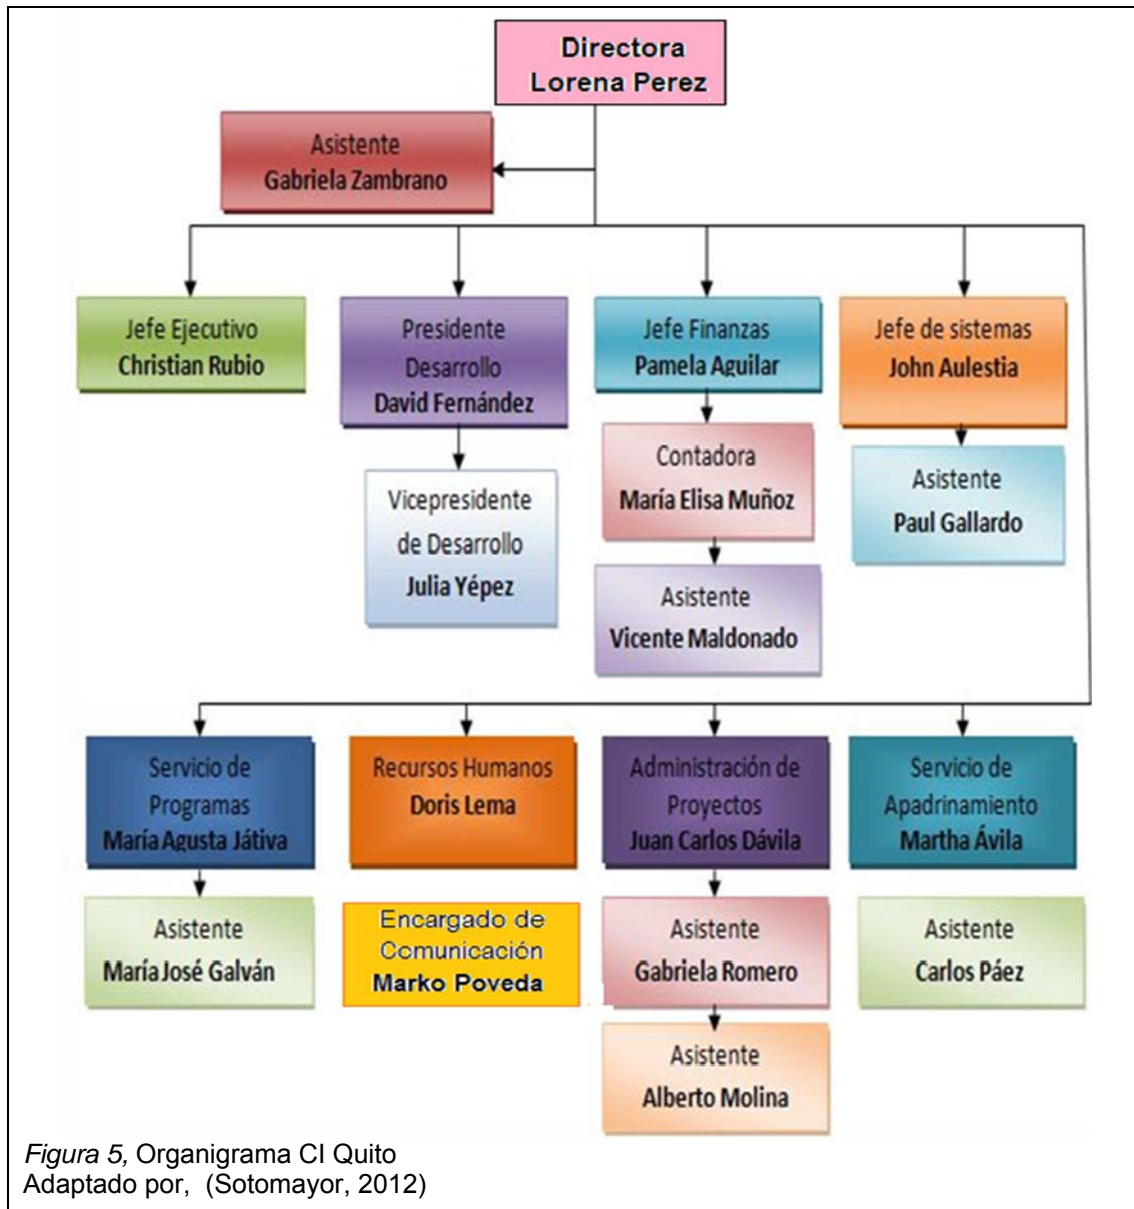 Directora
Lorena Perez
Asistente
Gabriela Zambrano
Jefe Ejecutivo
Christian Rubio
Presidente
Desarrollo
David Fernández
Jefe Finanzas
Pamela Aguilar
Jefe de sistemas
John Aulestia
Vicepresidente
de Desarrollo
Julia Yépez
Contadora
María Elisa Muñoz
Asistente
Vicente Maldonado
Asistente
Paul Gallardo
Servicio de
Programas
María Agusta Játiva
Recursos Humanos
Doris Lema
Administración de
Proyectos
Juan Carlos Dávila
Servicio de
Apadrinamiento
Martha Ávila
Asistente
María José Galván
Encargado de
Comunicación
Marko Poveda
Asistente
Gabriela Romero
Asistente
Carlos Páez
Asistente
Alberto Molina
Figura 5, Organigrama CI Quito
Adaptado por, (Sotomayor, 2012)